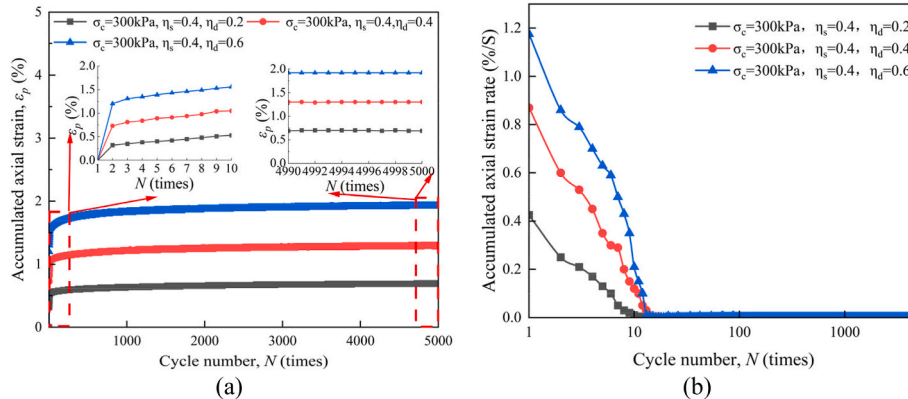 σc=300kPa, ηs=0.4, ηd=0.2
σc=300kPa, ηs=0.4,ηd=0.4
σc=300kPa, ηs=0.4, ηd=0.6
Accumulated axial strain, εp (%)
5
4
3
2
1
0
1000 2000 3000 4000 5000
Cycle number, N (times)
εp (%)
2.0
1.5
1.0
0.5
0.0
1 2 3 4 5 6 7 8 9 10
N (times)
εp (%)
2.0
1.5
1.0
0.5
0.0
4990 4992 4994 4996 4998 5000
N (times)
(a)
σc=300kPa, ηs=0.4, ηd=0.2
σc=300kPa, ηs=0.4, ηd=0.4
σc=300kPa, ηs=0.4, ηd=0.6
Accumulated axial strain rate (%/S)
1.2
1.0
0.8
0.6
0.4
0.2
0.0
1 10 100 1000
Cycle number, N (times)
(b)